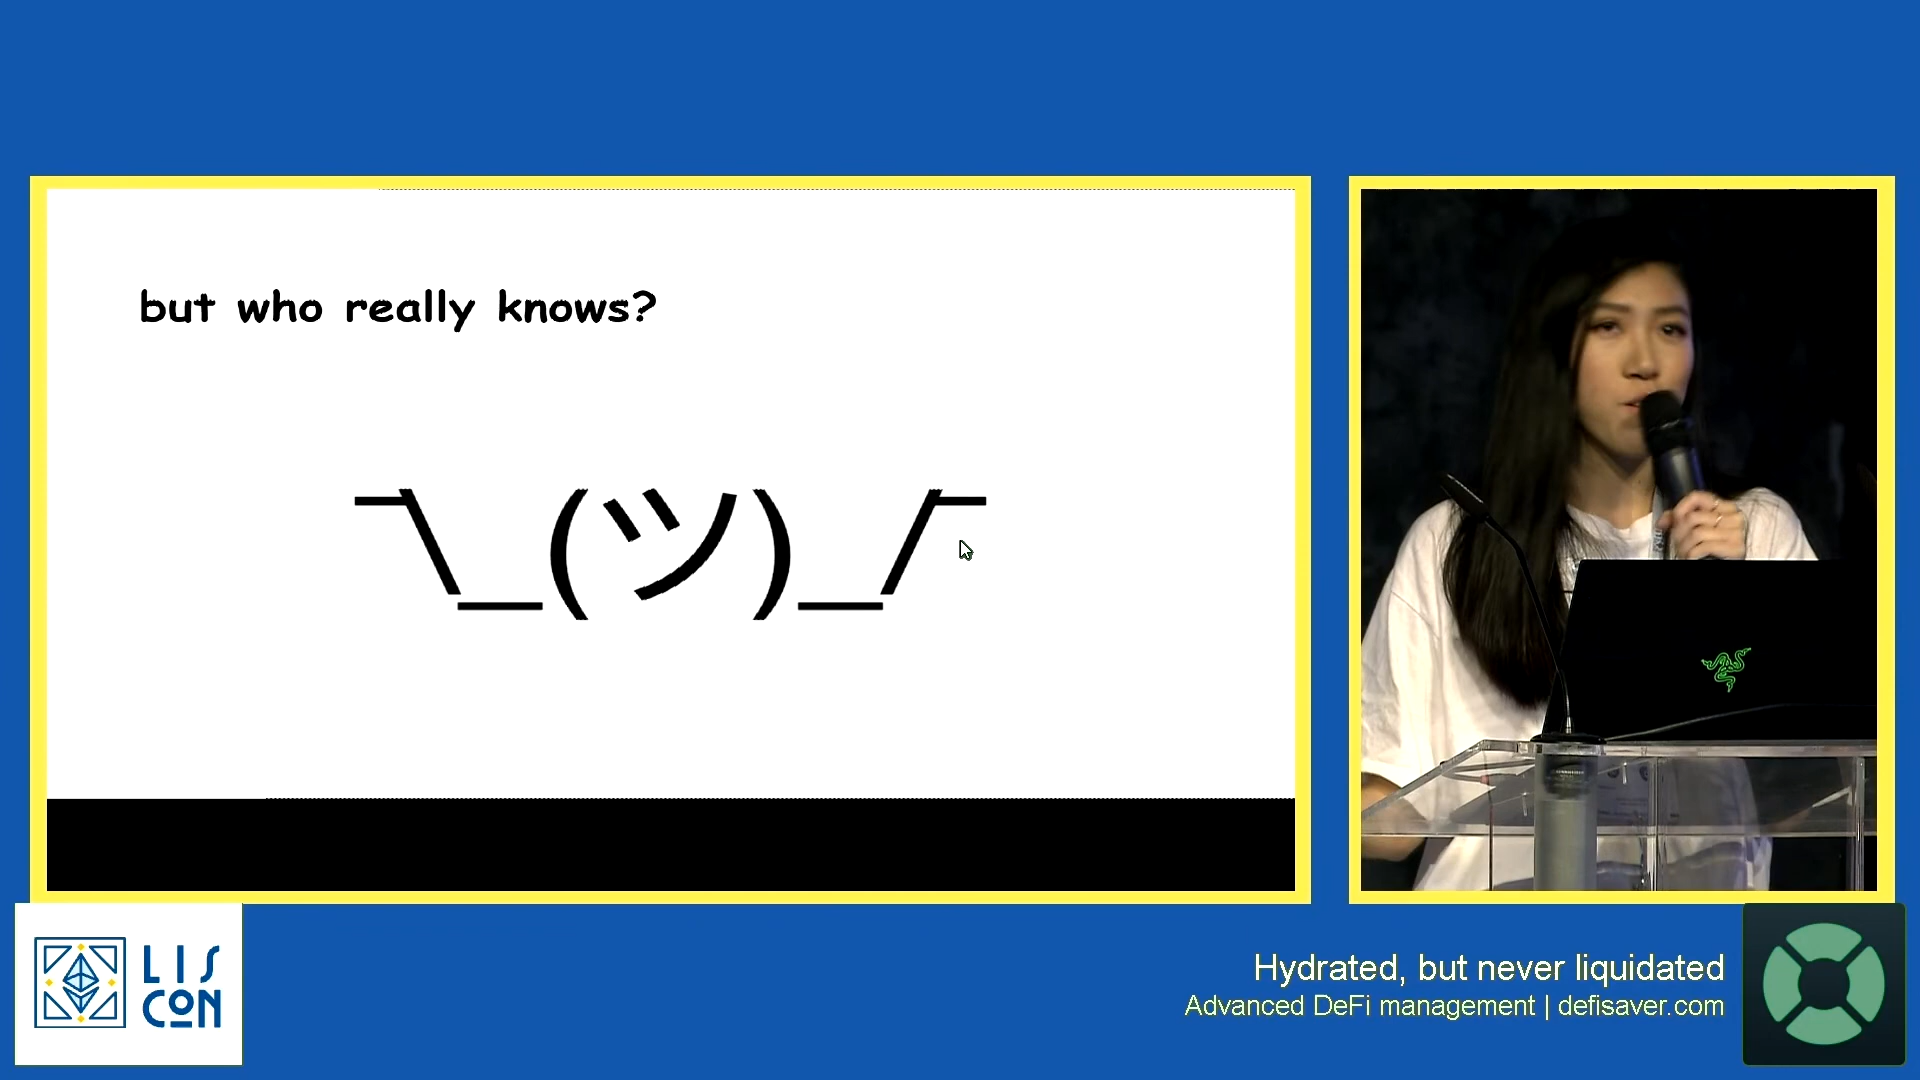 but who really knows?
¯\_(ツ)_/¯
LIS
CON
Hydrated, but never liquidated
Advanced DeFi management | defisaver.com